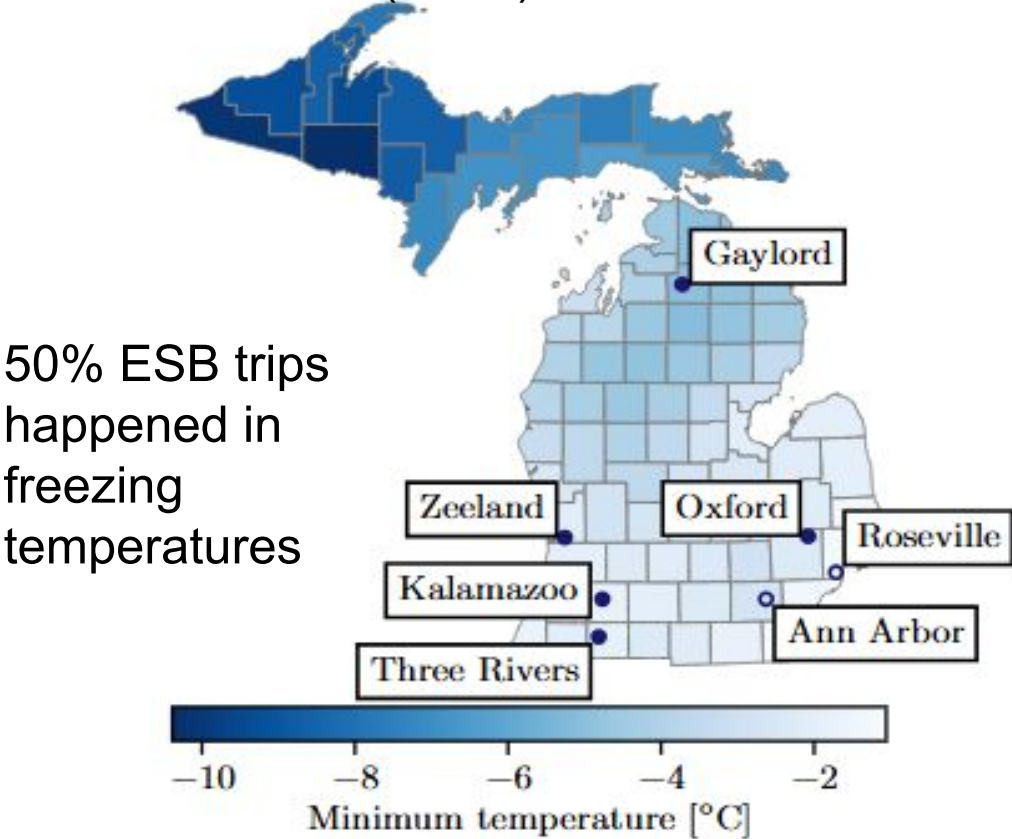 Gaylord
50% ESB trips
happened in
freezing
temperatures
Zeeland
Oxford
Roseville
Kalamazoo
Ann Arbor
Three Rivers
−10 −8 −6 −4 −2
Minimum temperature [°C]